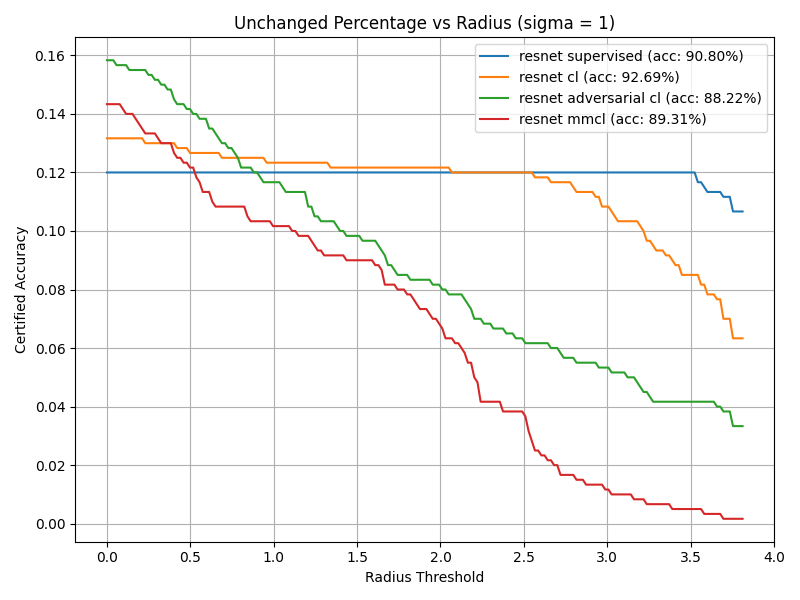 Unchanged Percentage vs Radius (sigma = 1)
resnet supervised (acc: 90.80%)
resnet cl (acc: 92.69%)
resnet adversarial cl (acc: 88.22%)
resnet mmcl (acc: 89.31%)
Certified Accuracy
0.16
0.14
0.12
0.10
0.08
0.06
0.04
0.02
0.00
0.0 0.5 1.0 1.5 2.0 2.5 3.0 3.5 4.0
Radius Threshold